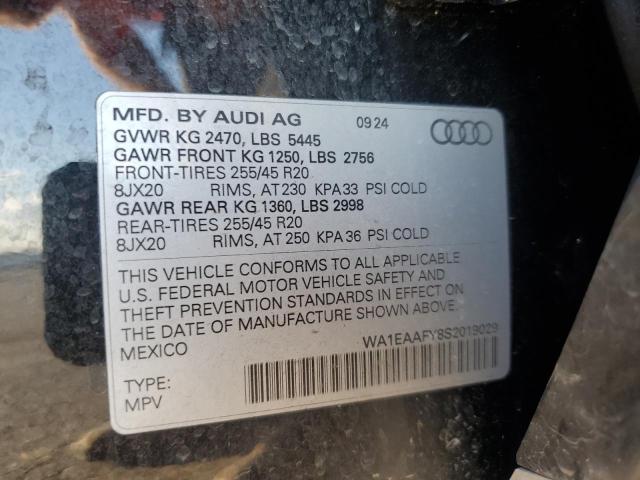 MFD. BY AUDI AG 09 24
GVWR KG 2470, LBS 5445
GAWR FRONT KG 1250, LBS 2756
FRONT-TIRES 255/45 R20
8JX20 RIMS, AT 230 KPA 33 PSI COLD
GAWR REAR KG 1360, LBS 2998
REAR-TIRES 255/45 R20
8JX20 RIMS, AT 250 KPA 36 PSI COLD
THIS VEHICLE CONFORMS TO ALL APPLICABLE
U.S. FEDERAL MOTOR VEHICLE SAFETY AND
THEFT PREVENTION STANDARDS IN EFFECT ON
THE DATE OF MANUFACTURE SHOWN ABOVE.
MEXICO
WA1EAAFY8S2019029
TYPE:
MPV